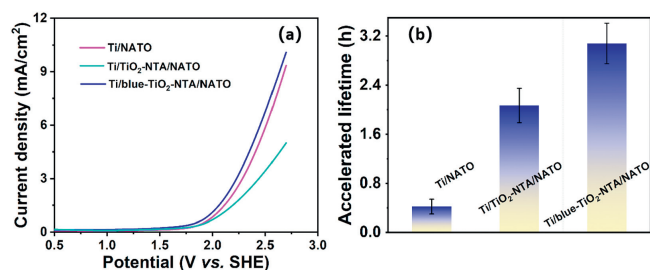 (a)
Current density (mA/cm²)
12
9
6
3
0
0.5
1.0
1.5
2.0
2.5
3.0
Potential (V vs. SHE)
Ti/NATO
Ti/TiO₂-NTA/NATO
Ti/blue-TiO₂-NTA/NATO
(b)
Accelerated lifetime (h)
3.2
2.4
1.6
0.8
0.0
Ti/NATO
Ti/TiO₂-NTA/NATO
Ti/blue-TiO₂-NTA/NATO